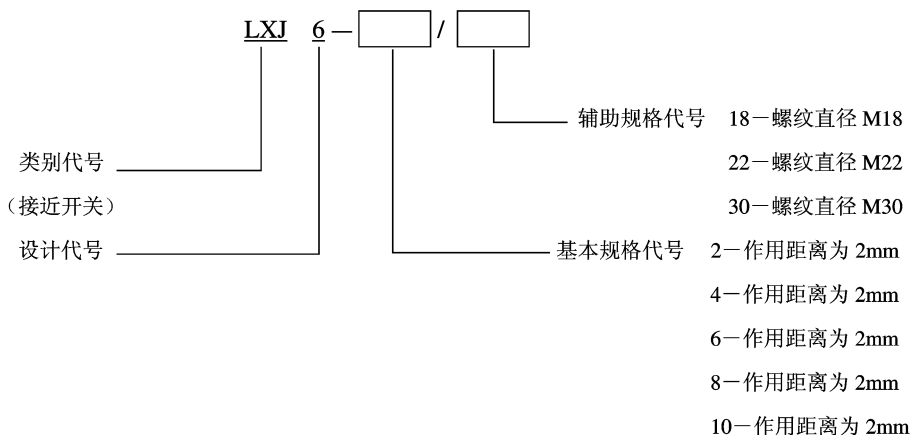 LXJ 6－ /
辅助规格代号 18－螺纹直径 M18
类别代号 22－螺纹直径 M22
（接近开关） 30－螺纹直径 M30
设计代号 基本规格代号 2－作用距离为 2mm
4－作用距离为 2mm
6－作用距离为 2mm
8－作用距离为 2mm
10－作用距离为 2mm